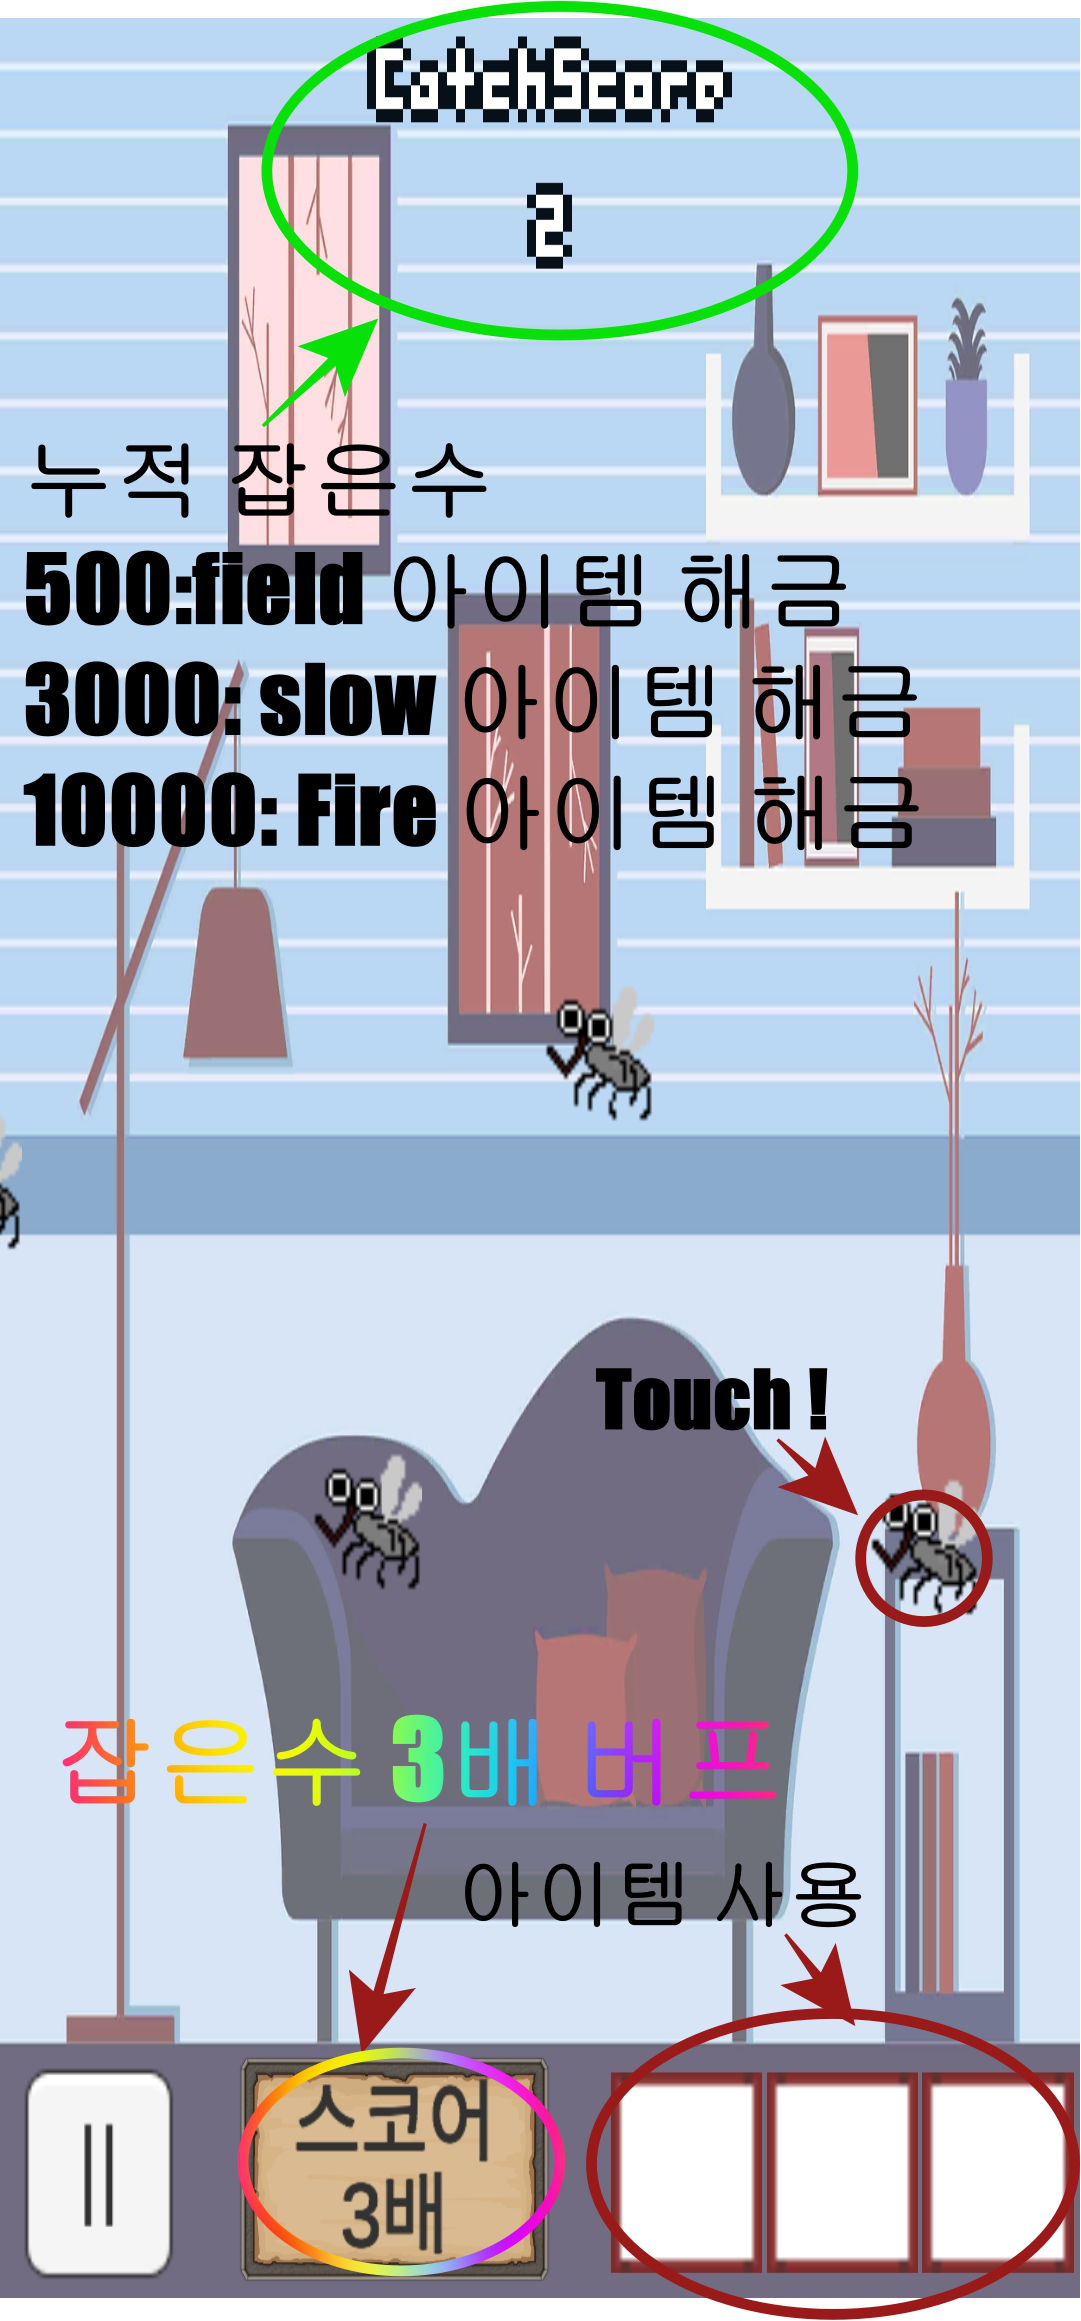 CatchScore
2
누적 잡은수
500:field 아이템 해금
3000: slow 아이템 해금
10000: Fire 아이템 해금
Touch !
잡은수 3배 버프
아이템 사용
스코어
3배